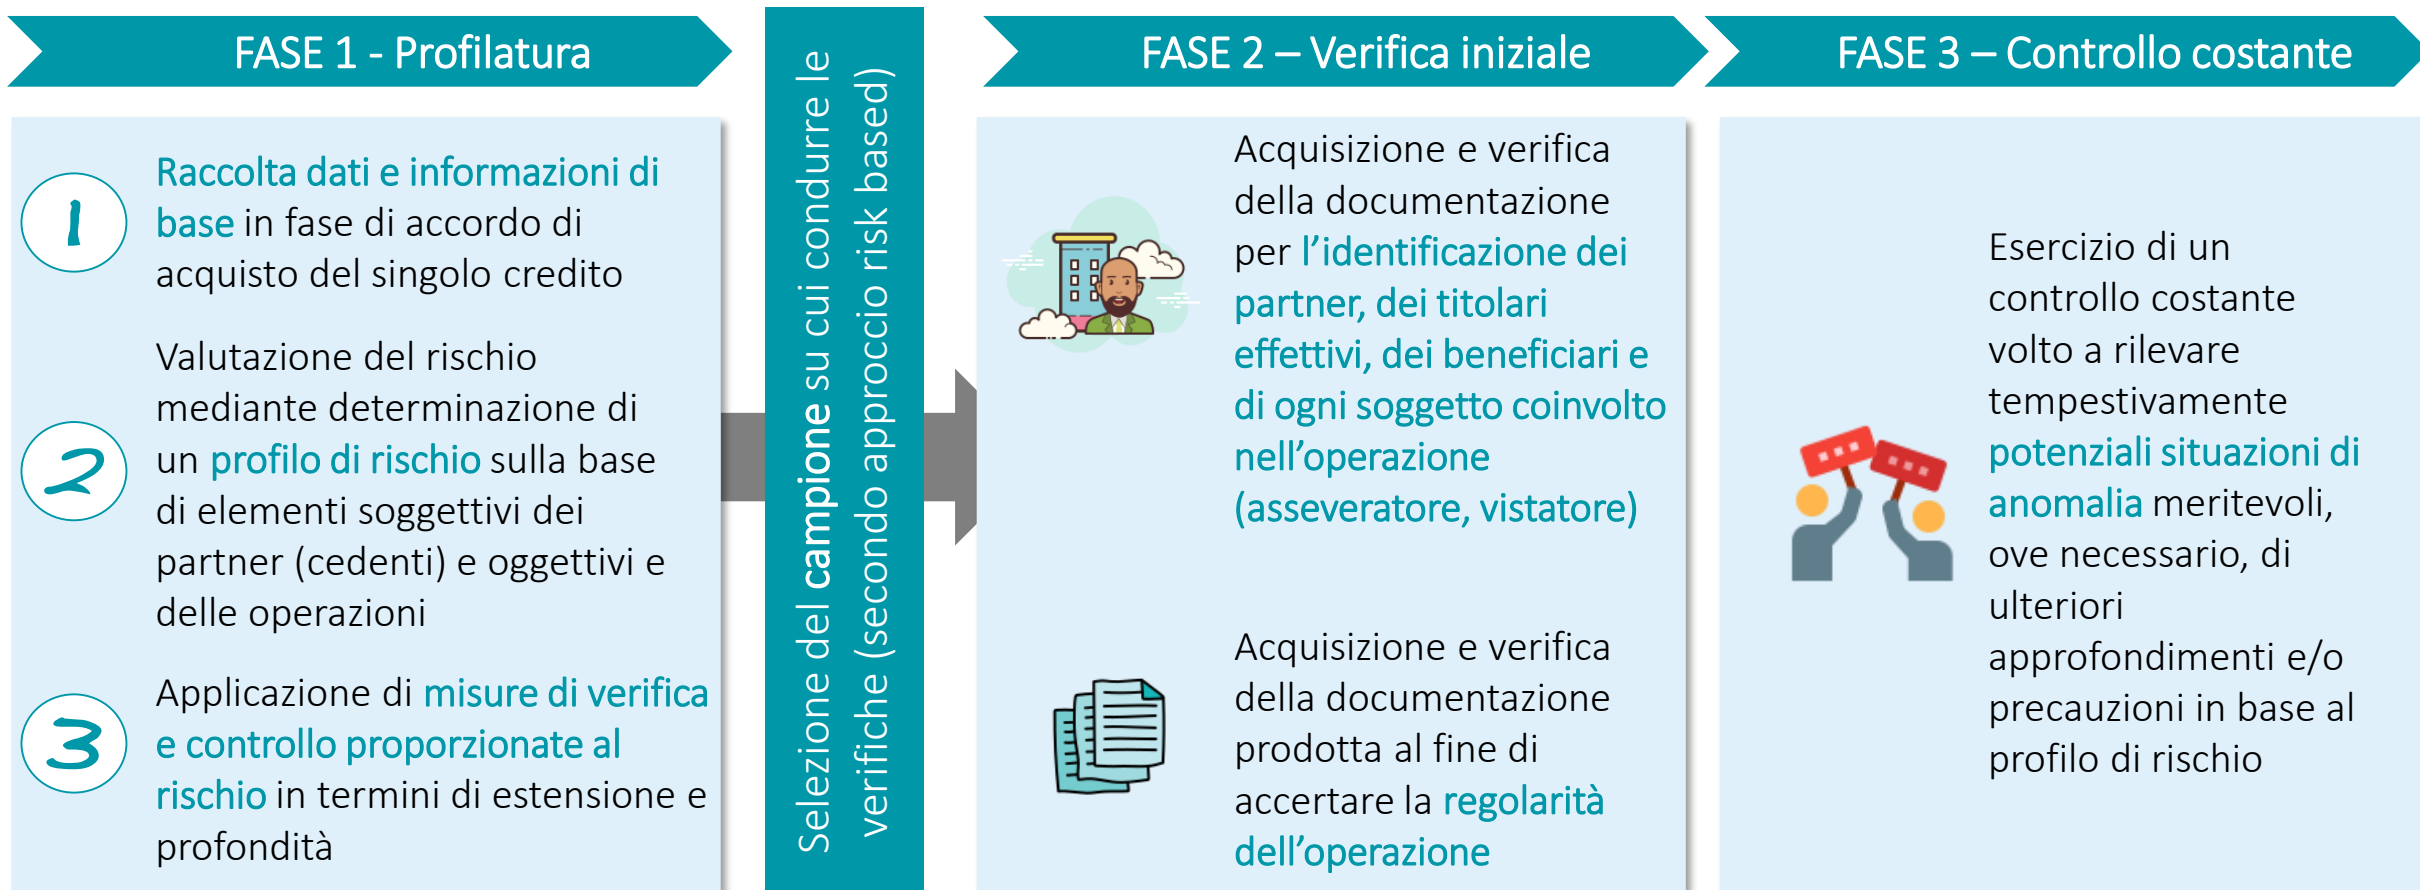 FASE 1 - Profilatura
1
Raccolta dati e informazioni di
base in fase di accordo di
acquisto del singolo credito
2
Valutazione del rischio
mediante determinazione di
un profilo di rischio sulla base
di elementi soggettivi dei
partner (cedenti) e oggettivi e
delle operazioni
3
Applicazione di misure di verifica
e controllo proporzionate al
rischio in termini di estensione e
profondità
Selezione del campione su cui condurre le
verifiche (secondo approccio risk based)
FASE 2 – Verifica iniziale
Acquisizione e verifica
della documentazione
per l’identificazione dei
partner, dei titolari
effettivi, dei beneficiari e
di ogni soggetto coinvolto
nell’operazione
(asseveratore, vistatore)
Acquisizione e verifica
della documentazione
prodotta al fine di
accertare la regolarità
dell’operazione
FASE 3 – Controllo costante
Esercizio di un
controllo costante
volto a rilevare
tempestivamente
potenziali situazioni di
anomalia meritevoli,
ove necessario, di
ulteriori
approfondimenti e/o
precauzioni in base al
profilo di rischio